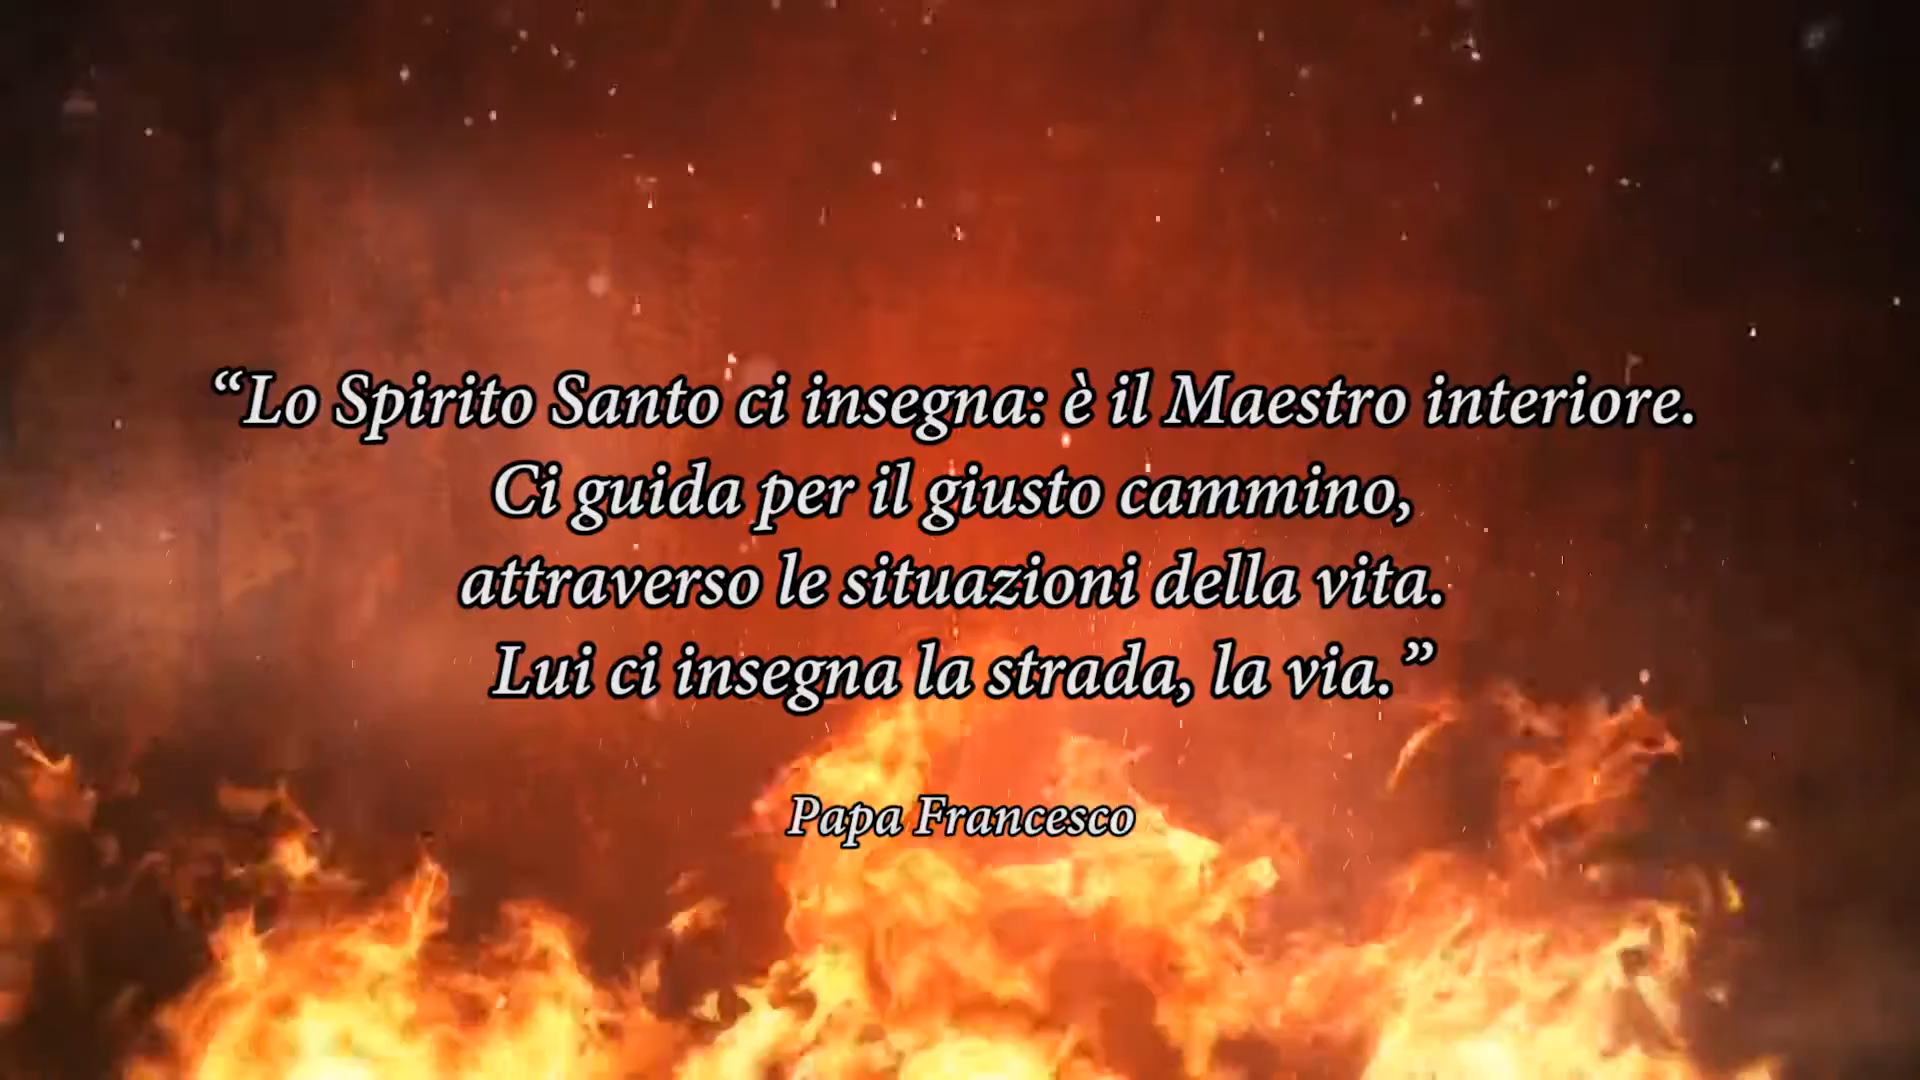 “Lo Spirito Santo ci insegna: è il Maestro interiore.
Ci guida per il giusto cammino,
attraverso le situazioni della vita.
Lui ci insegna la strada, la via.”
Papa Francesco